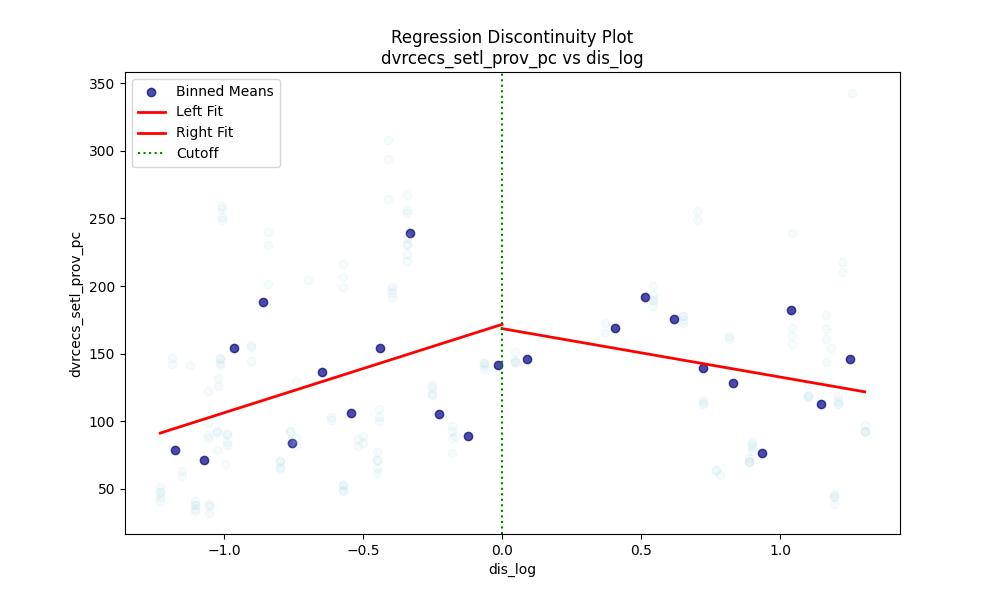 Regression Discontinuity Plot
dvrcecs_setl_prov_pc vs dis_log
Binned Means
Left Fit
Right Fit
Cutoff
dvrcecs_setl_prov_pc
350
300
250
200
150
100
50
−1.0
−0.5
0.0
0.5
1.0
dis_log